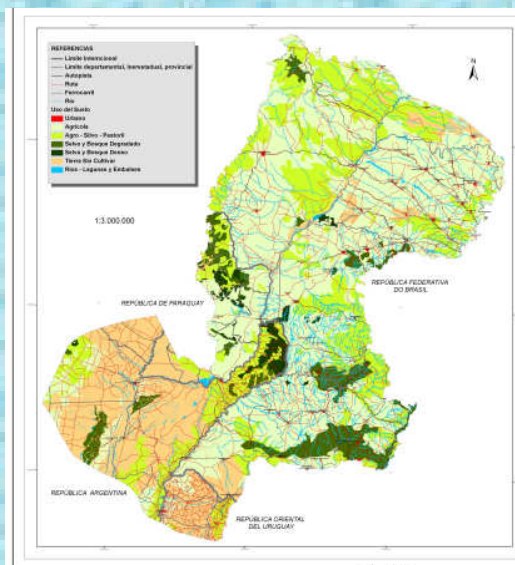 REFERENCIAS
Límite Internacional
Límite departamental, Inerestadual, provincial
Autopista
Ruta
Ferrocarril
Río
Uso del Suelo
Urbano
Agrícola
Agro - Silvo - Pastoril
Selva y Bosque Degradado
Selva y Bosque Denso
Tierra Sin Cultivar
Ríos - Lagunas y Embalses
N
1:3.000.000
REPÚBLICA FEDERATIVA
DO BRASIL
REPÚBLICA DE PARAGUAY
REPÚBLICA ARGENTINA
REPÚBLICA ORIENTAL
DEL URUGUAY